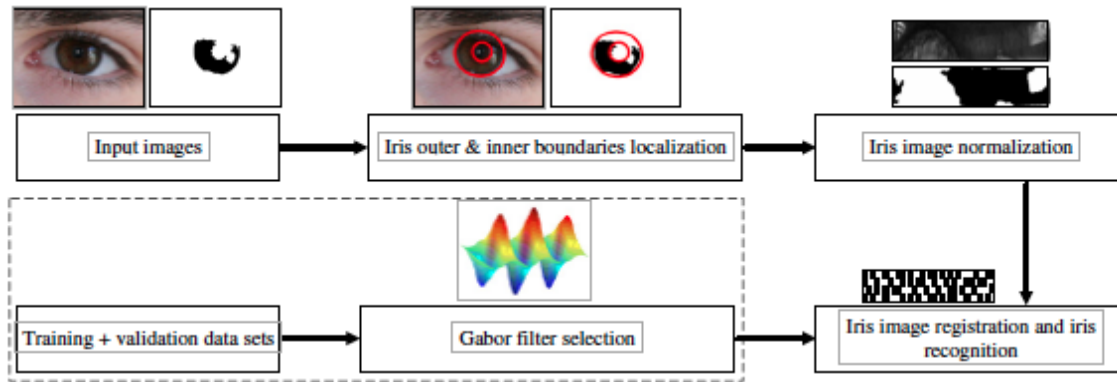 Input images
Iris outer & inner boundaries localization
Iris image normalization
Training + validation data sets
Gabor filter selection
Iris image registration and iris
recognition